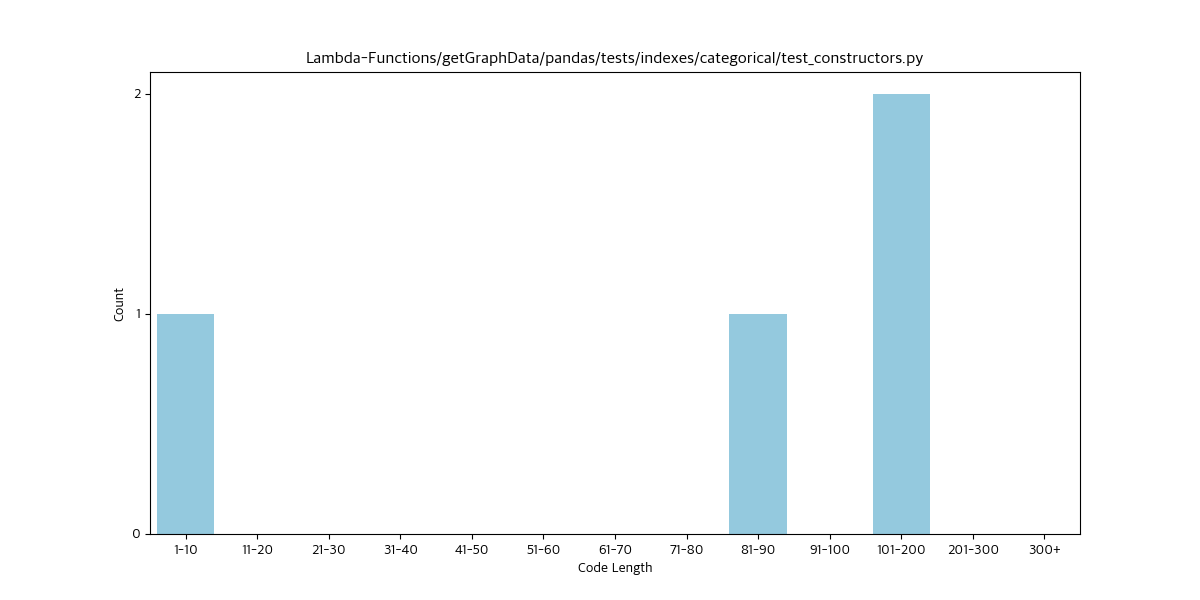 Lambda-Functions/getGraphData/pandas/tests/indexes/categorical/test_constructors.py
2
1
0
Count
1-10 11-20 21-30 31-40 41-50 51-60 61-70 71-80 81-90 91-100 101-200 201-300 300+
Code Length